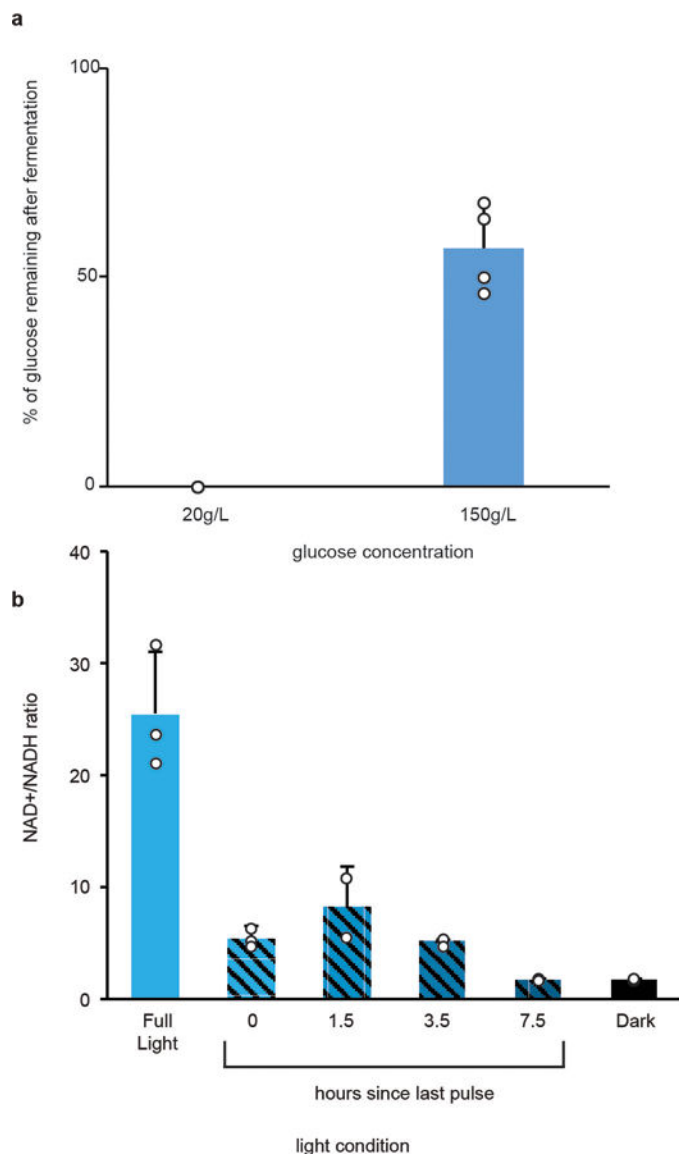 a
% of glucose remaining after fermentation
100
50
0
20g/L
150g/L
glucose concentration
b
NAD+/NADH ratio
40
30
20
10
0
Full
Light
0
1.5
3.5
7.5
Dark
hours since last pulse
light condition